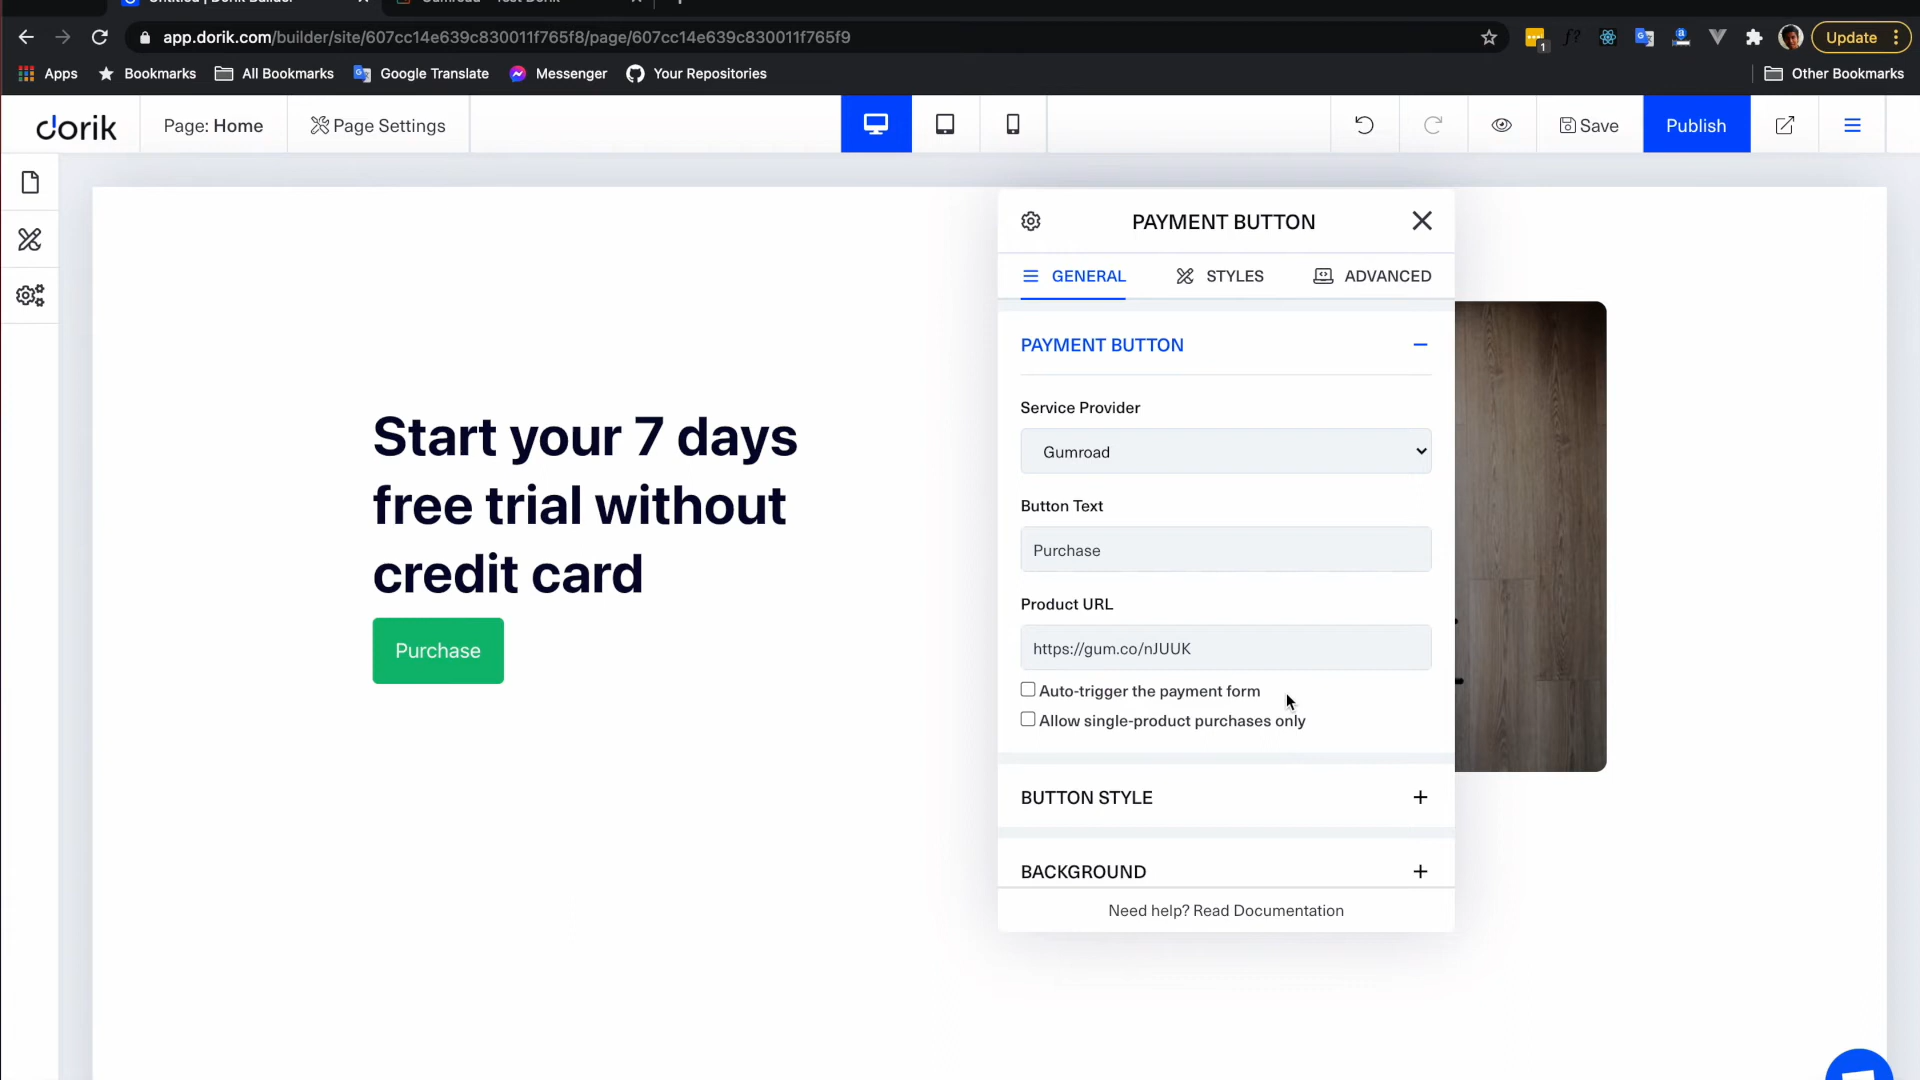 app.dorik.com/builder/site/607cc14e639c830011f765f8/page/607cc14e639c830011f765f9
Update
Apps
Bookmarks
All Bookmarks
Google Translate
Messenger
Your Repositories
Other Bookmarks
dorik
Page: Home
Page Settings
Save
Publish
PAYMENT BUTTON
GENERAL
STYLES
ADVANCED
PAYMENT BUTTON
Service Provider
Gumroad
Button Text
Purchase
Product URL
https://gum.co/nJUUK
Auto-trigger the payment form
Allow single-product purchases only
BUTTON STYLE
BACKGROUND
Need help? Read Documentation
Start your 7 days
free trial without
credit card
Purchase